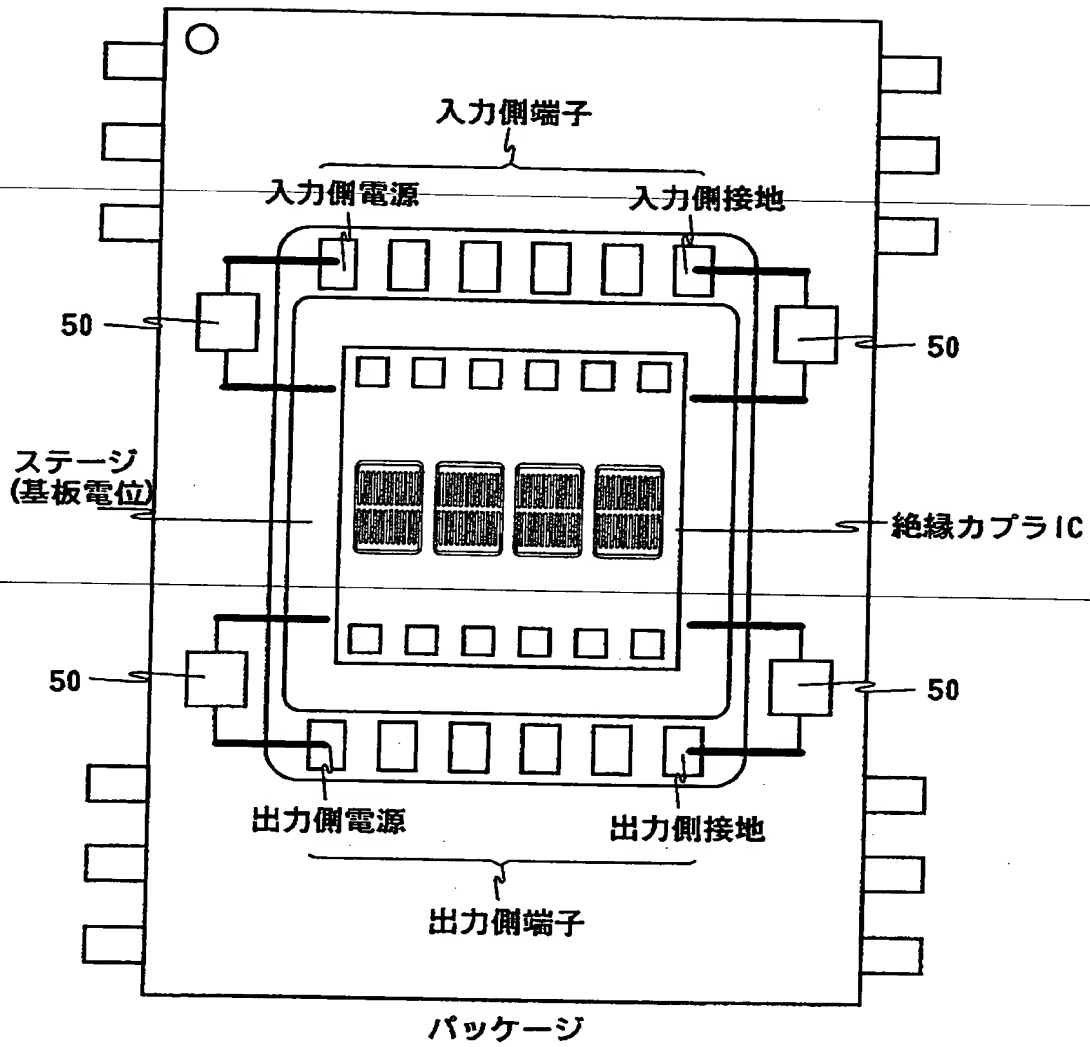 入力側端子
入力側電源
入力側接地
50
50
ステージ
(基板電位)
絶縁カプラIC
50
50
出力側電源
出力側接地
出力側端子
パッケージ